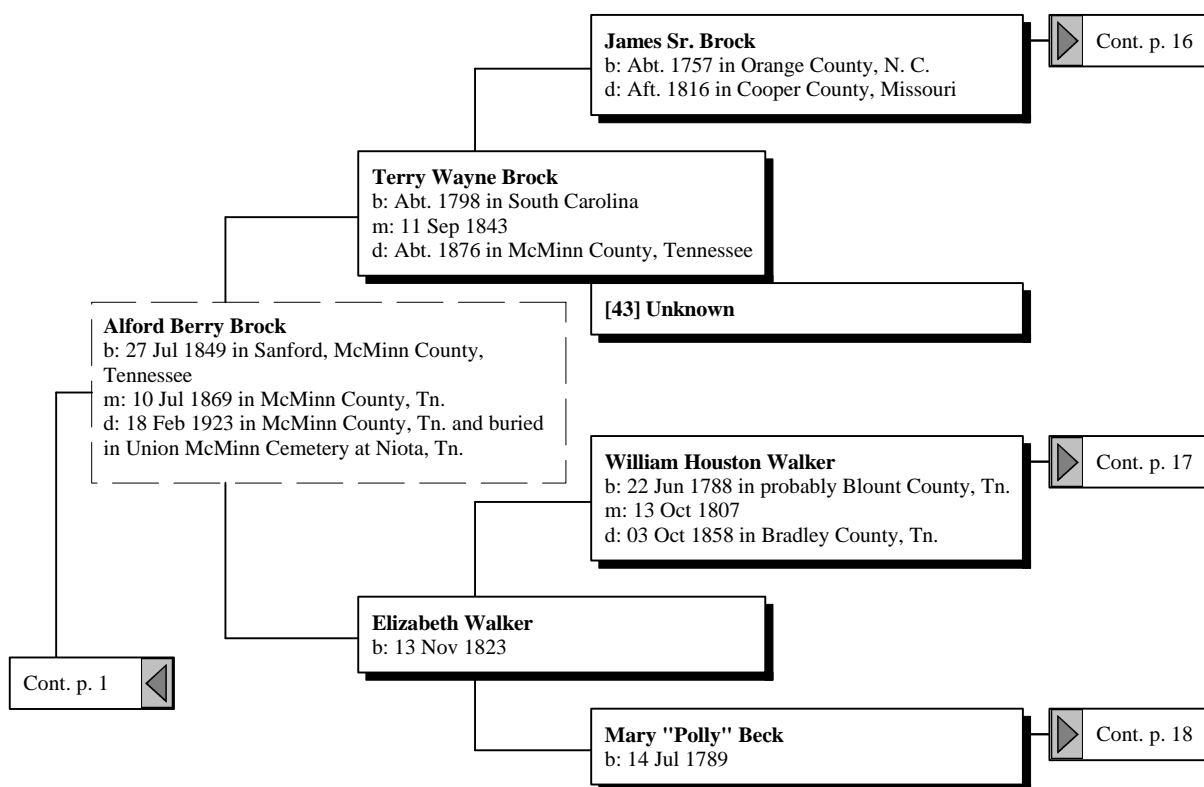 James Sr. Brock
b: Abt. 1757 in Orange County, N. C.
d: Aft. 1816 in Cooper County, Missouri
Cont. p. 16
Terry Wayne Brock
b: Abt. 1798 in South Carolina
m: 11 Sep 1843
d: Abt. 1876 in McMinn County, Tennessee
[43] Unknown
Alford Berry Brock
b: 27 Jul 1849 in Sanford, McMinn County,
Tennessee
m: 10 Jul 1869 in McMinn County, Tn.
d: 18 Feb 1923 in McMinn County, Tn. and buried
in Union McMinn Cemetery at Niota, Tn.
William Houston Walker
b: 22 Jun 1788 in probably Blount County, Tn.
m: 13 Oct 1807
d: 03 Oct 1858 in Bradley County, Tn.
Cont. p. 17
Elizabeth Walker
b: 13 Nov 1823
Cont. p. 1
Mary "Polly" Beck
b: 14 Jul 1789
Cont. p. 18